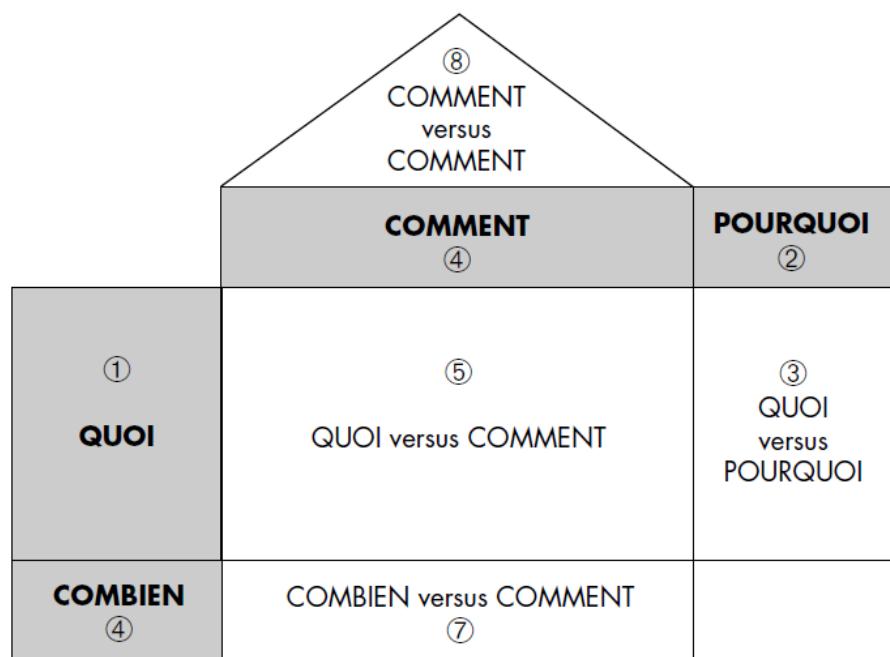 ⑧
COMMENT
versus
COMMENT
COMMENT
④
POURQUOI
②
①
QUOI
⑤
QUOI versus COMMENT
③
QUOI
versus
POURQUOI
COMBIEN
④
COMBIEN versus COMMENT
⑦